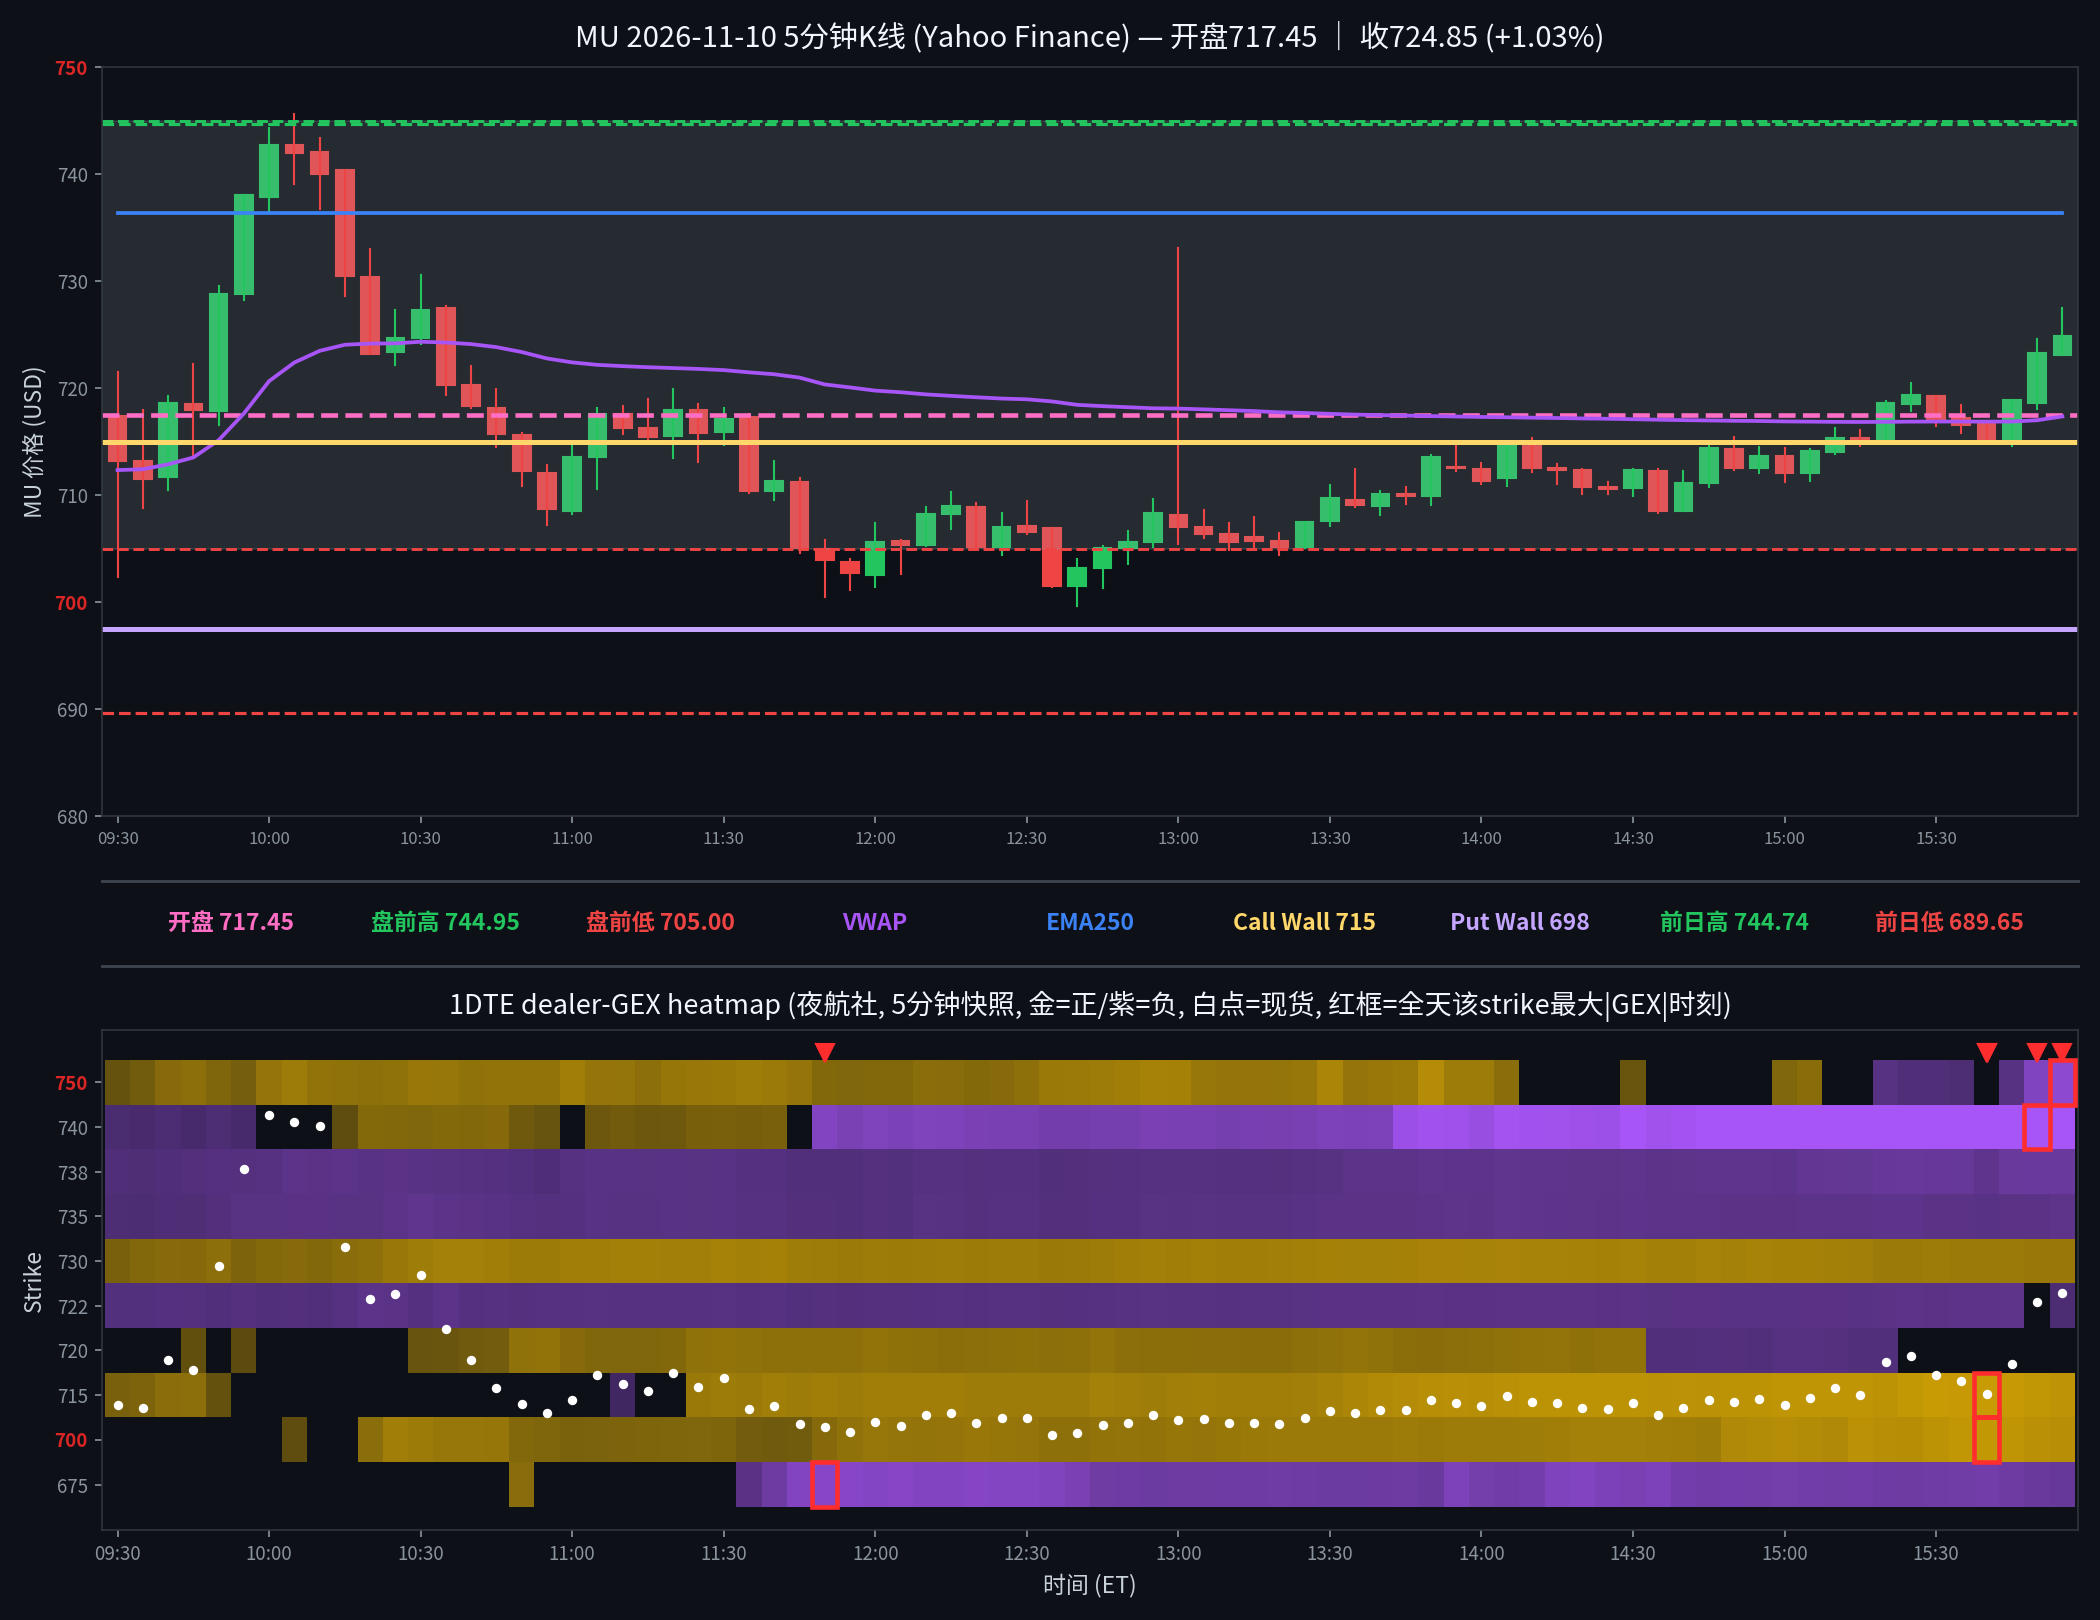 MU 2026-11-10 5分钟K线 (Yahoo Finance) — 开盘717.45 ｜ 收724.85 (+1.03%)
MU 价格 (USD)
750
740
730
720
710
700
690
680
09:30 10:00 10:30 11:00 11:30 12:00 12:30 13:00 13:30 14:00 14:30 15:00 15:30
开盘 717.45 盘前高 744.95 盘前低 705.00 VWAP EMA250 Call Wall 715 Put Wall 698 前日高 744.74 前日低 689.65
1DTE dealer-GEX heatmap (夜航社, 5分钟快照, 金=正/紫=负, 白点=现货, 红框=全天该strike最大|GEX|时刻)
Strike
750
740
738
735
730
722
720
715
700
675
09:30 10:00 10:30 11:00 11:30 12:00 12:30 13:00 13:30 14:00 14:30 15:00 15:30
时间 (ET)